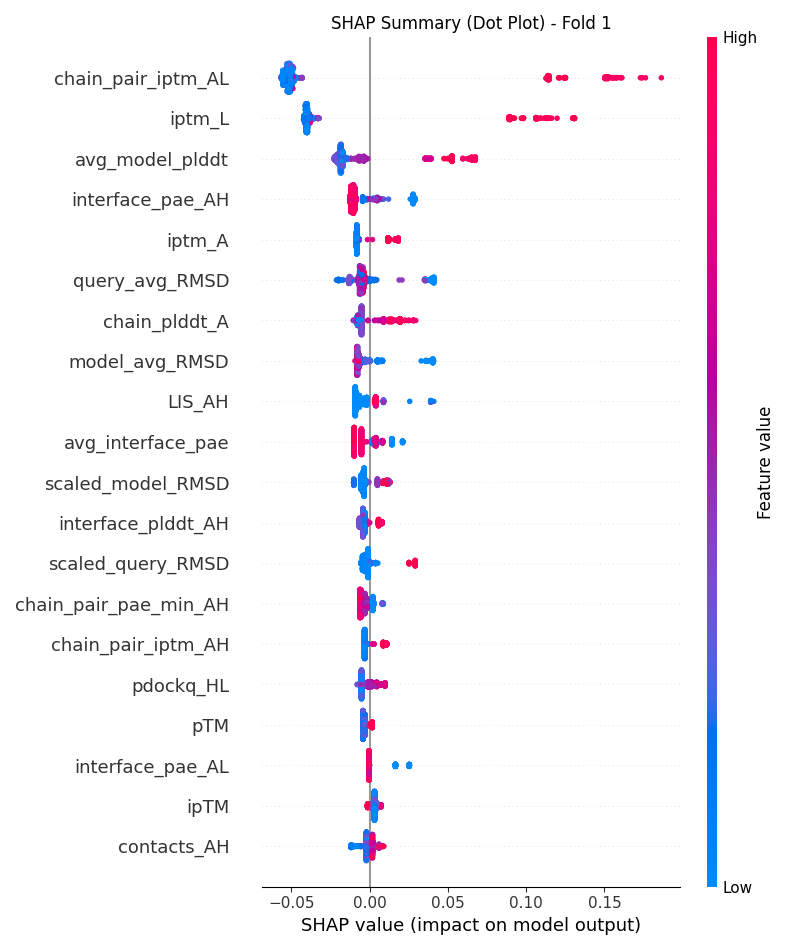 SHAP Summary (Dot Plot) - Fold 1
High
chain_pair_iptm_AL
iptm_L
avg_model_plddt
interface_pae_AH
iptm_A
query_avg_RMSD
chain_plddt_A
model_avg_RMSD
LIS_AH
avg_interface_pae
scaled_model_RMSD
interface_plddt_AH
scaled_query_RMSD
chain_pair_pae_min_AH
chain_pair_iptm_AH
pdockq_HL
pTM
interface_pae_AL
ipTM
contacts_AH
Feature value
Low
−0.05 0.00 0.05 0.10 0.15
SHAP value (impact on model output)